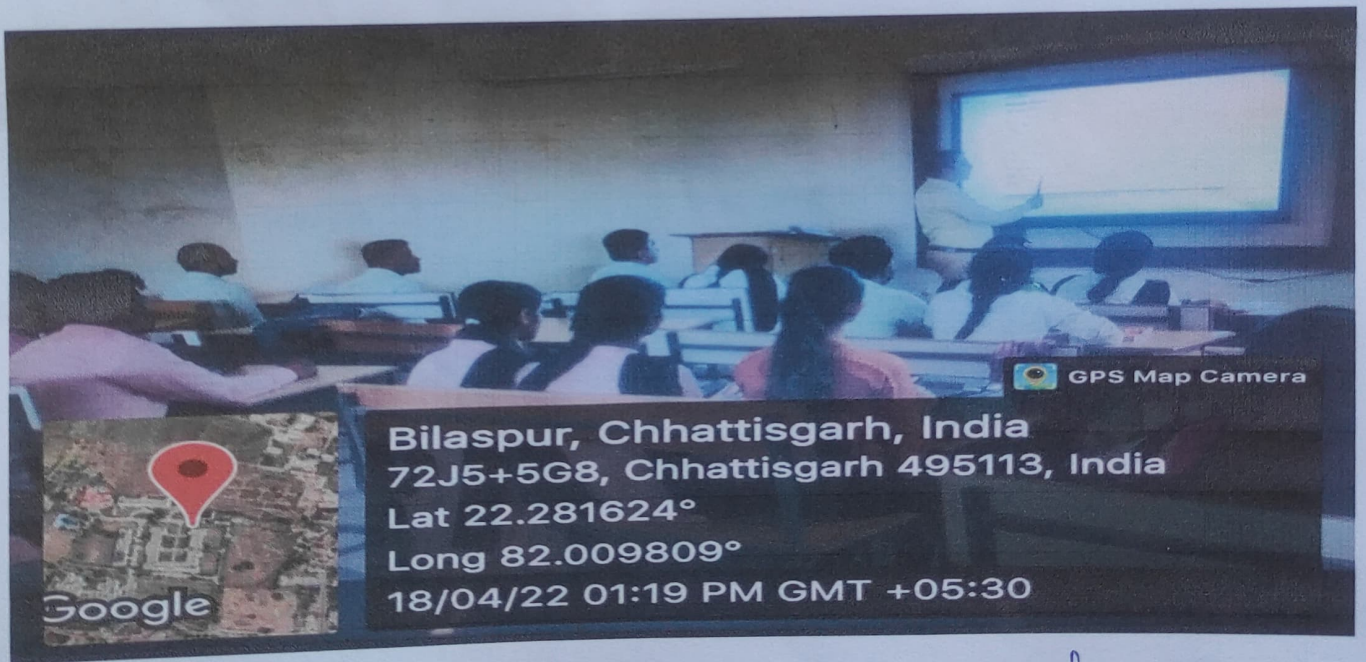 GPS Map Camera
Bilaspur, Chhattisgarh, India
72J5+5G8, Chhattisgarh 495113, India
Lat 22.281624°
Long 82.009809°
18/04/22 01:19 PM GMT +05:30
Google